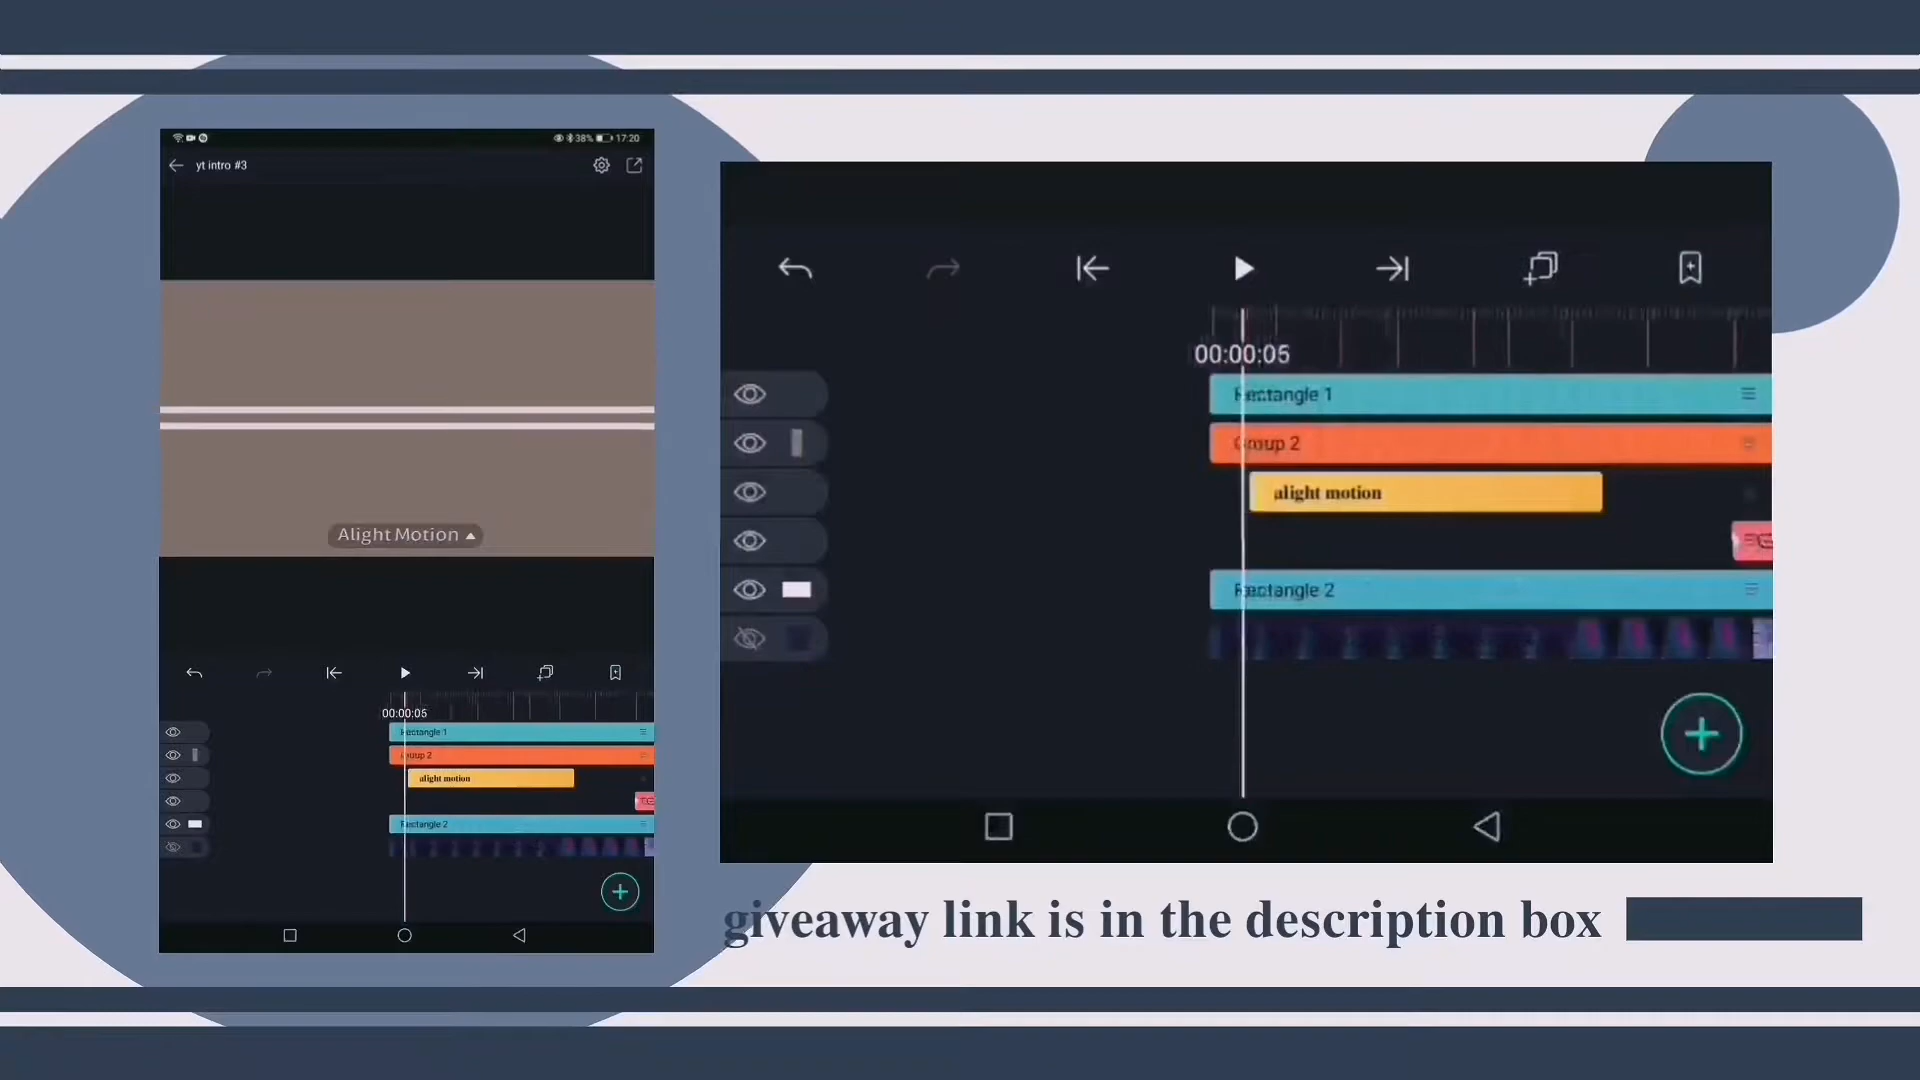 38% 17:20
yt intro #3
Alight Motion
00:00:05
Rectangle 1
Group 2
alight motion
Rectangle 2
00:00:05
Rectangle 1
Group 2
alight motion
Rectangle 2
giveaway link is in the description box